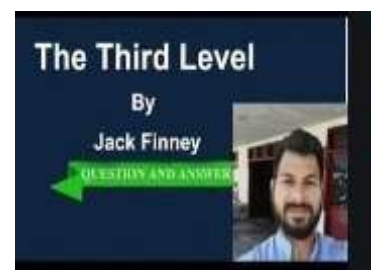 The Third Level
By
Jack Finney
QUESTION AND ANSWER